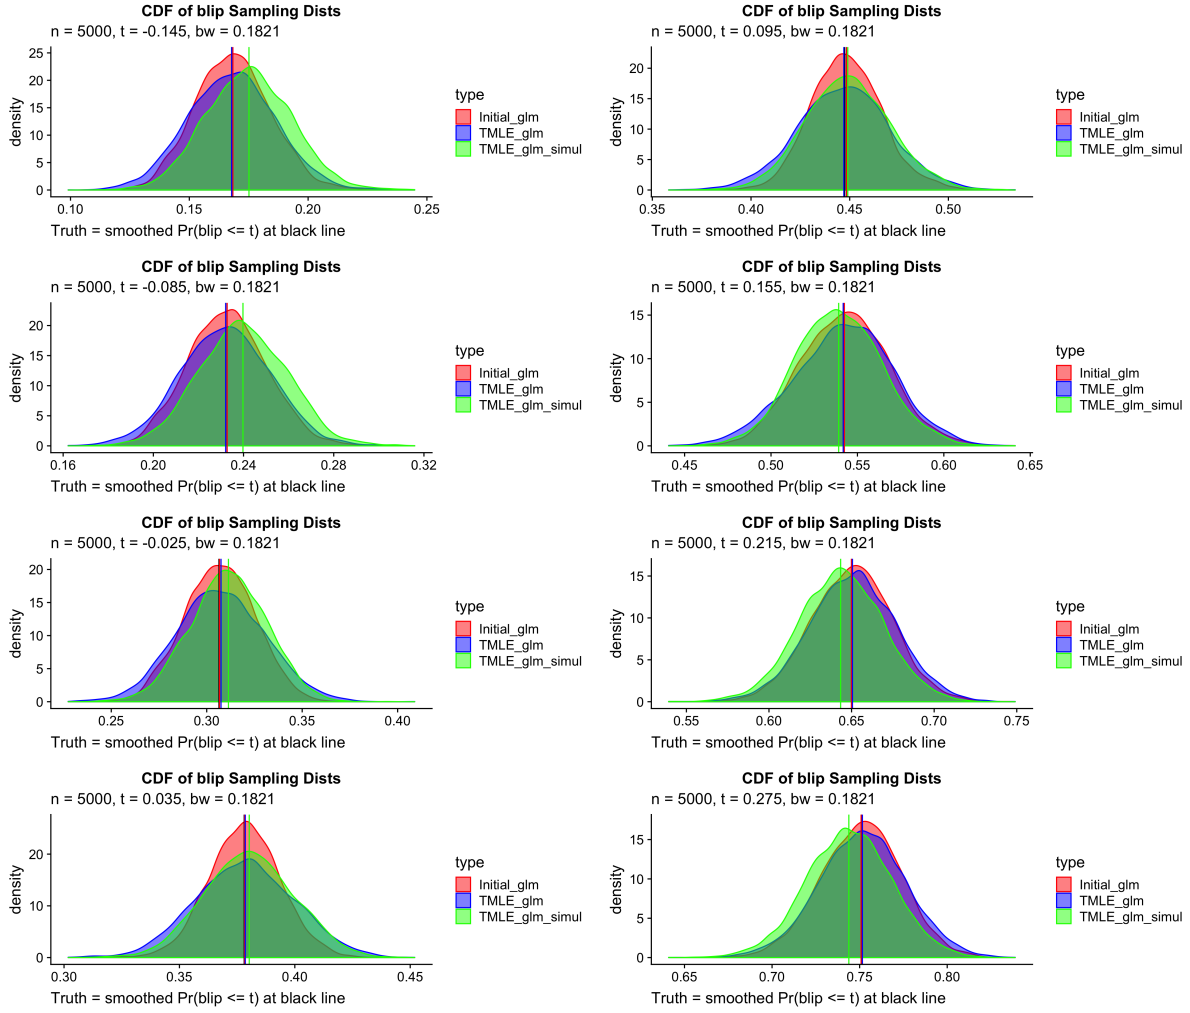 CDF of blip Sampling Dists
n = 5000, t = -0.145, bw = 0.1821
density
25
20
15
10
5
0
0.10 0.15 0.20 0.25
Truth = smoothed Pr(blip <= t) at black line
type
Initial_glm
TMLE_glm
TMLE_glm_simul
CDF of blip Sampling Dists
n = 5000, t = 0.095, bw = 0.1821
density
20
15
10
5
0
0.35 0.40 0.45 0.50
Truth = smoothed Pr(blip <= t) at black line
type
Initial_glm
TMLE_glm
TMLE_glm_simul
CDF of blip Sampling Dists
n = 5000, t = -0.085, bw = 0.1821
density
20
15
10
5
0
0.16 0.20 0.24 0.28 0.32
Truth = smoothed Pr(blip <= t) at black line
type
Initial_glm
TMLE_glm
TMLE_glm_simul
CDF of blip Sampling Dists
n = 5000, t = 0.155, bw = 0.1821
density
15
10
5
0
0.45 0.50 0.55 0.60 0.65
Truth = smoothed Pr(blip <= t) at black line
type
Initial_glm
TMLE_glm
TMLE_glm_simul
CDF of blip Sampling Dists
n = 5000, t = -0.025, bw = 0.1821
density
20
15
10
5
0
0.25 0.30 0.35 0.40
Truth = smoothed Pr(blip <= t) at black line
type
Initial_glm
TMLE_glm
TMLE_glm_simul
CDF of blip Sampling Dists
n = 5000, t = 0.215, bw = 0.1821
density
15
10
5
0
0.55 0.60 0.65 0.70 0.75
Truth = smoothed Pr(blip <= t) at black line
type
Initial_glm
TMLE_glm
TMLE_glm_simul
CDF of blip Sampling Dists
n = 5000, t = 0.035, bw = 0.1821
density
20
10
0
0.30 0.35 0.40 0.45
Truth = smoothed Pr(blip <= t) at black line
type
Initial_glm
TMLE_glm
TMLE_glm_simul
CDF of blip Sampling Dists
n = 5000, t = 0.275, bw = 0.1821
density
15
10
5
0
0.65 0.70 0.75 0.80
Truth = smoothed Pr(blip <= t) at black line
type
Initial_glm
TMLE_glm
TMLE_glm_simul